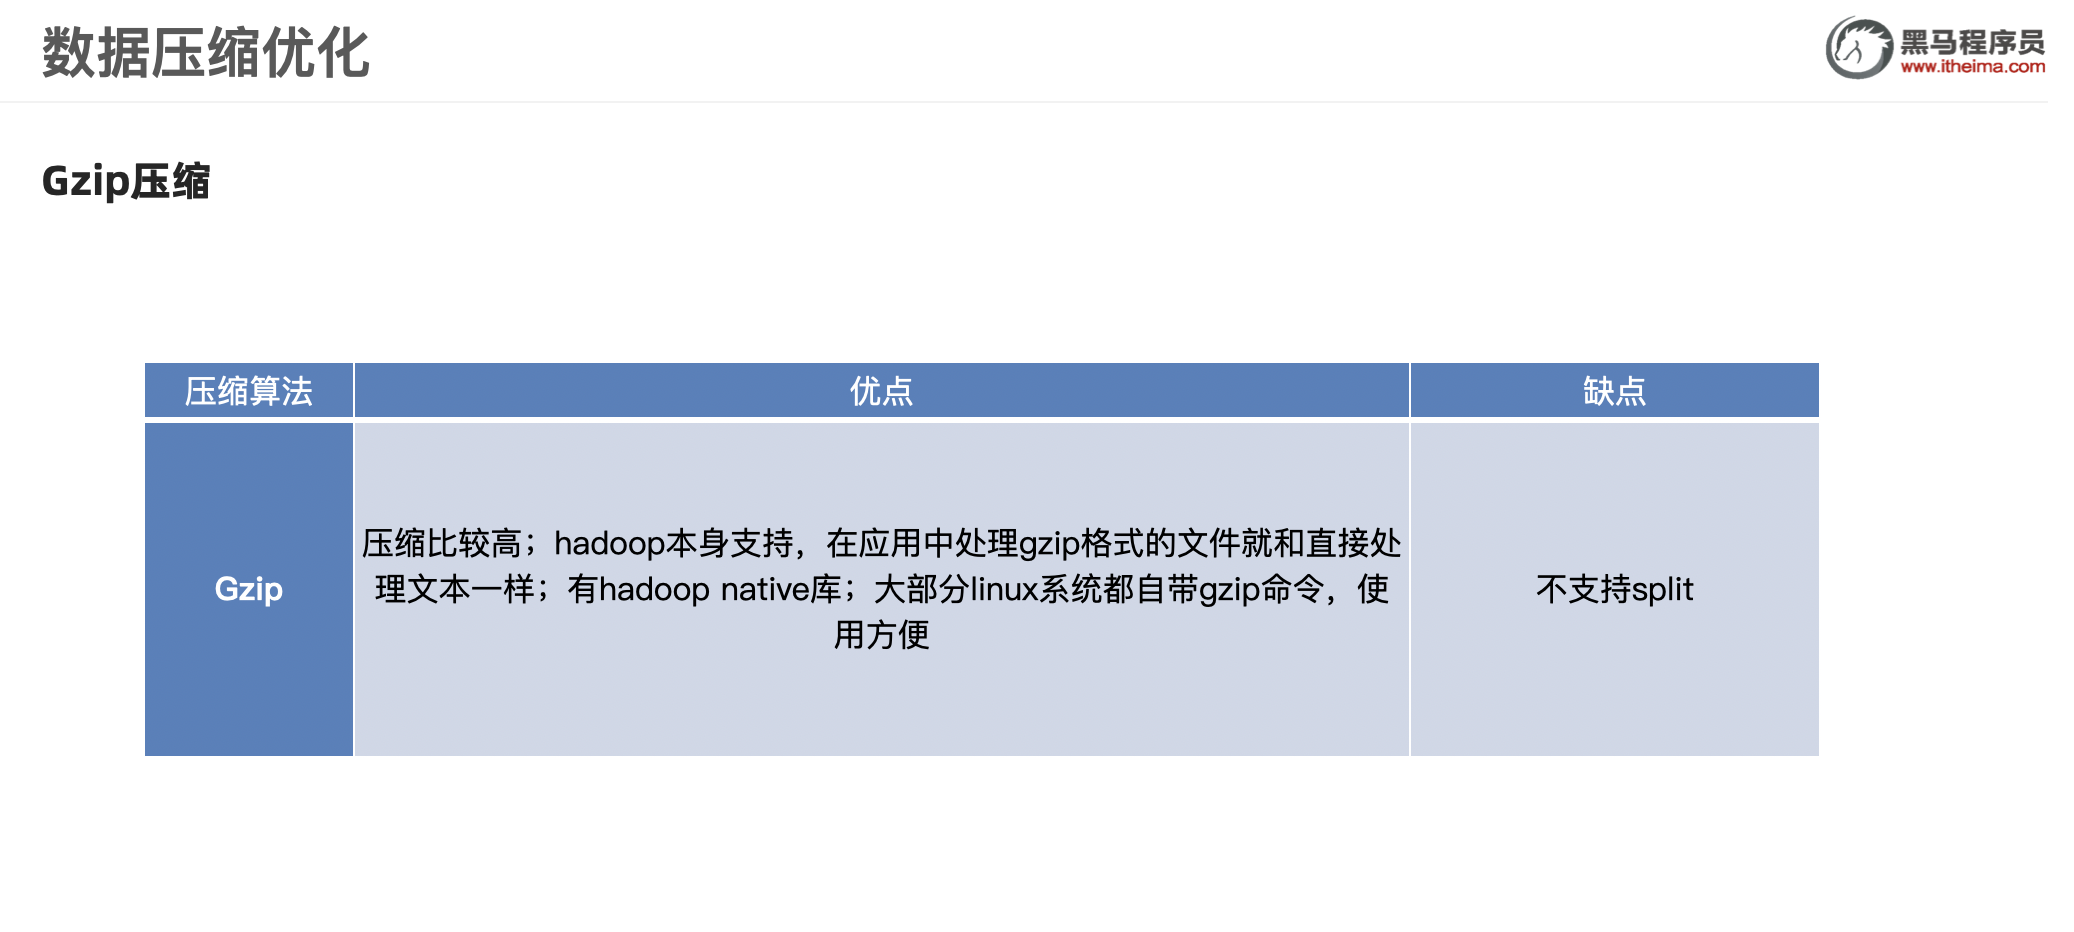 数据压缩优化
黑马程序员
www.itheima.com
Gzip压缩
压缩算法
优点
缺点
Gzip
压缩比较高；hadoop本身支持，在应用中处理gzip格式的文件就和直接处
理文本一样；有hadoop native库；大部分linux系统都自带gzip命令，使
用方便
不支持split